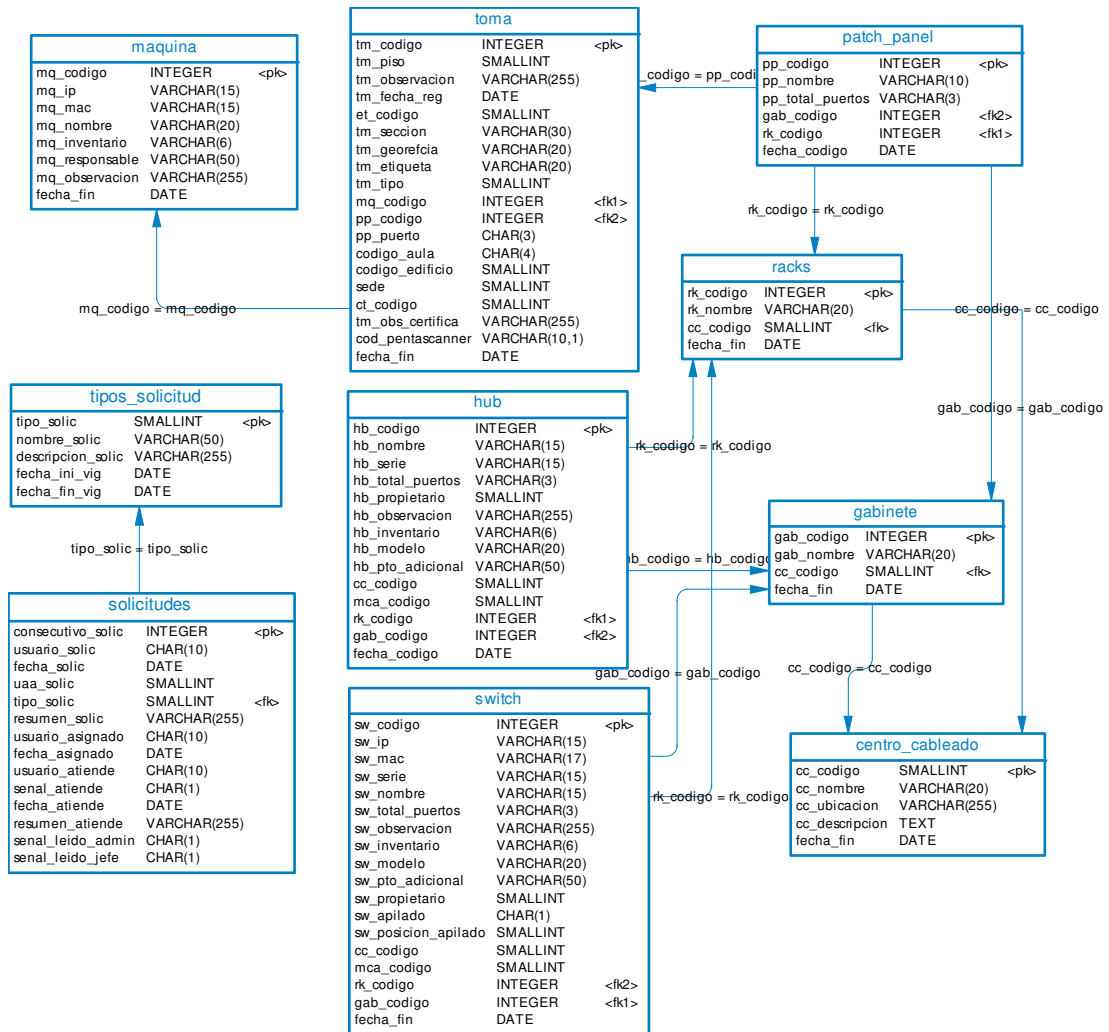 maquina
mq_codigo INTEGER <pk>
mq_ip VARCHAR(15)
mq_mac VARCHAR(15)
mq_nombre VARCHAR(20)
mq_inventario VARCHAR(6)
mq_responsable VARCHAR(50)
mq_observacion VARCHAR(255)
fecha_fin DATE
toma
tm_codigo INTEGER <pk>
tm_piso SMALLINT
tm_observacion VARCHAR(255)
tm_fecha_reg DATE
et_codigo SMALLINT
tm_seccion VARCHAR(30)
tm_georefcia VARCHAR(20)
tm_etiqueta VARCHAR(20)
tm_tipo SMALLINT
mq_codigo INTEGER <fk1>
pp_codigo INTEGER <fk2>
pp_puerto CHAR(3)
codigo_aula CHAR(4)
codigo_edificio SMALLINT
sede SMALLINT
ct_codigo SMALLINT
tm_obs_certifica VARCHAR(255)
cod_pentascanner VARCHAR(10,1)
fecha_fin DATE
_codigo = pp_codi
patch_panel
pp_codigo INTEGER <pk>
pp_nombre VARCHAR(10)
pp_total_puertos VARCHAR(3)
gab_codigo INTEGER <fk2>
rk_codigo INTEGER <fk1>
fecha_codigo DATE
rk_codigo = rk_codigo
mq_codigo = mq_codigo
racks
rk_codigo INTEGER <pk>
rk_nombre VARCHAR(20)
cc_codigo SMALLINT <fk>
fecha_fin DATE
cc_codigo = cc_codigo
tipos_solicitud
tipo_solic SMALLINT <pk>
nombre_solic VARCHAR(50)
descripcion_solic VARCHAR(255)
fecha_ini_vig DATE
fecha_fin_vig DATE
tipo_solic = tipo_solic
hub
hb_codigo INTEGER <pk>
hb_nombre VARCHAR(15)
hb_serie VARCHAR(15)
hb_total_puertos VARCHAR(3)
hb_propietario SMALLINT
hb_observacion VARCHAR(255)
hb_inventario VARCHAR(6)
hb_modelo VARCHAR(20)
hb_pto_adicional VARCHAR(50)
cc_codigo SMALLINT
mca_codigo SMALLINT
rk_codigo INTEGER <fk1>
gab_codigo INTEGER <fk2>
fecha_codigo DATE
rk_codigo = rk_codigo
gab_codigo = gab_codigo
hb_codigo = hb_codigo
gabinete
gab_codigo INTEGER <pk>
gab_nombre VARCHAR(20)
cc_codigo SMALLINT <fk>
fecha_fin DATE
solicitudes
consecutivo_solic INTEGER <pk>
usuario_solic CHAR(10)
fecha_solic DATE
uaa_solic SMALLINT
tipo_solic SMALLINT <fk>
resumen_solic VARCHAR(255)
usuario_asignado CHAR(10)
fecha_asignado DATE
usuario_atiende CHAR(10)
senal_atiende CHAR(1)
fecha_atiende DATE
resumen_atiende VARCHAR(255)
senal_leido_admin CHAR(1)
senal_leido_jefe CHAR(1)
gab_codigo = gab_codigo
cc_codigo = cc_codigo
switch
sw_codigo INTEGER <pk>
sw_ip VARCHAR(15)
sw_mac VARCHAR(17)
sw_serie VARCHAR(15)
sw_nombre VARCHAR(15)
sw_total_puertos VARCHAR(3)
sw_observacion VARCHAR(255)
sw_inventario VARCHAR(6)
sw_modelo VARCHAR(20)
sw_pto_adicional VARCHAR(50)
sw_propietario SMALLINT
sw_apilado CHAR(1)
sw_posicion_apilado SMALLINT
cc_codigo SMALLINT
mca_codigo SMALLINT
rk_codigo INTEGER <fk2>
gab_codigo INTEGER <fk1>
fecha_fin DATE
rk_codigo = rk_codigo
centro_cableado
cc_codigo SMALLINT <pk>
cc_nombre VARCHAR(20)
cc_ubicacion VARCHAR(255)
cc_descripcion TEXT
fecha_fin DATE